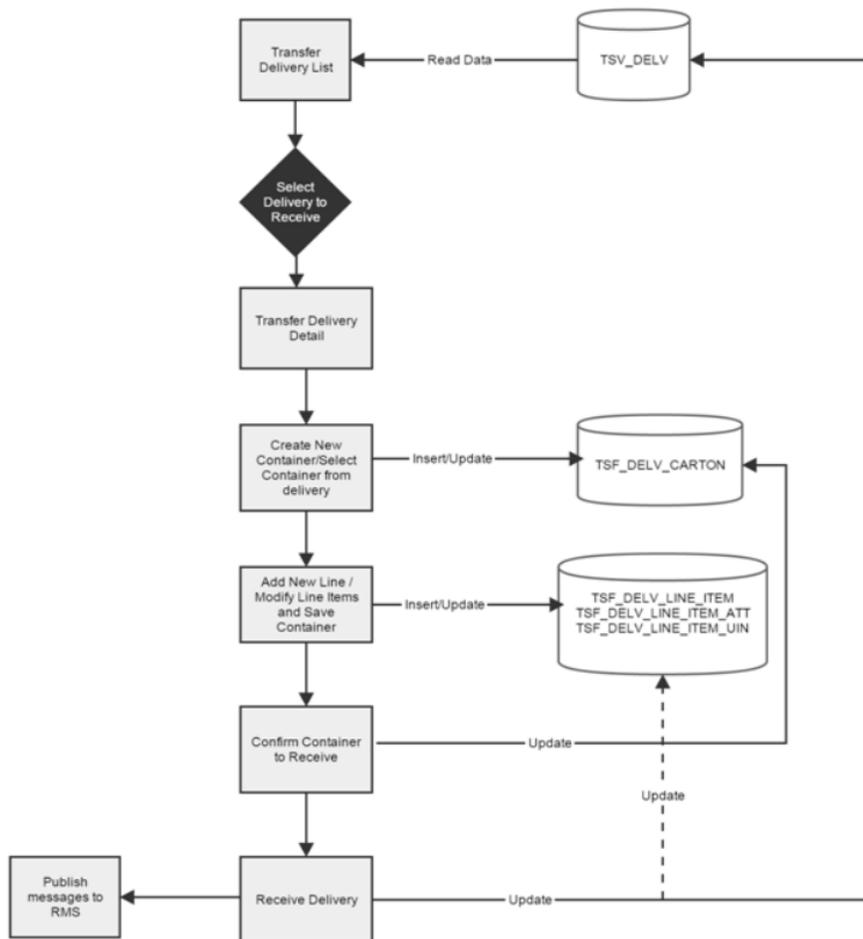 Transfer
Delivery List
Read Data
TSV_DELV
Select
Delivery to
Receive
Transfer Delivery
Detail
Create New
Container/Select
Container from
delivery
Insert/Update
TSF_DELV_CARTON
Add New Line /
Modify Line Items
and Save
Container
Insert/Update
TSF_DELV_LINE_ITEM
TSF_DELV_LINE_ITEM_ATT
TSF_DELV_LINE_ITEM_UIN
Confirm Container
to Receive
Update
Update
Publish
messages to
RMS
Receive Delivery
Update